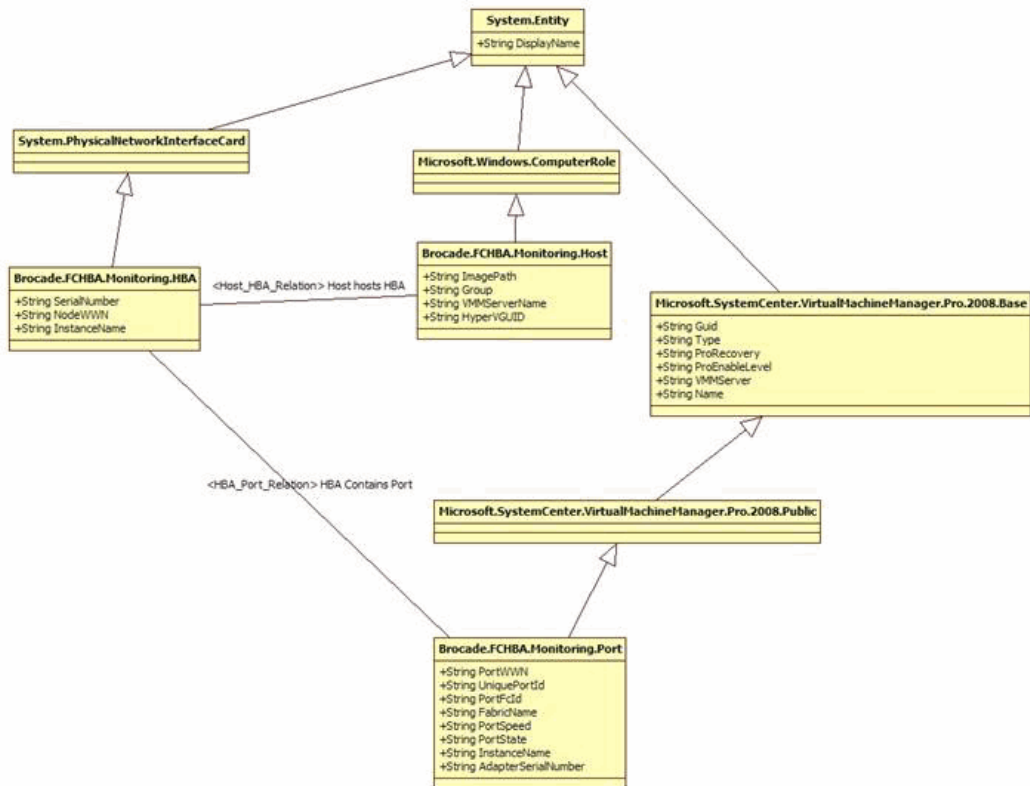 System.Entity
+String DisplayName
System.PhysicalNetworkInterfaceCard
Microsoft.Windows.ComputerRole
Brocade.FCHBA.Monitoring.HBA
+String SerialNumber
+String NodeWWN
+String InstanceName
<Host_HBA_Relation> Host hosts HBA
Brocade.FCHBA.Monitoring.Host
+String ImagePath
+String Group
+String VMMServerName
+String HyperVGUID
Microsoft.SystemCenter.VirtualMachineManager.Pro.2008.Base
+String Guid
+String Type
+String ProRecovery
+String ProEnableLevel
+String VMMServer
+String Name
<HBA_Port_Relation> HBA Contains Port
Microsoft.SystemCenter.VirtualMachineManager.Pro.2008.Public
Brocade.FCHBA.Monitoring.Port
+String PortWWN
+String UniquePortId
+String PortFcId
+String FabricName
+String PortSpeed
+String PortState
+String InstanceName
+String AdapterSerialNumber